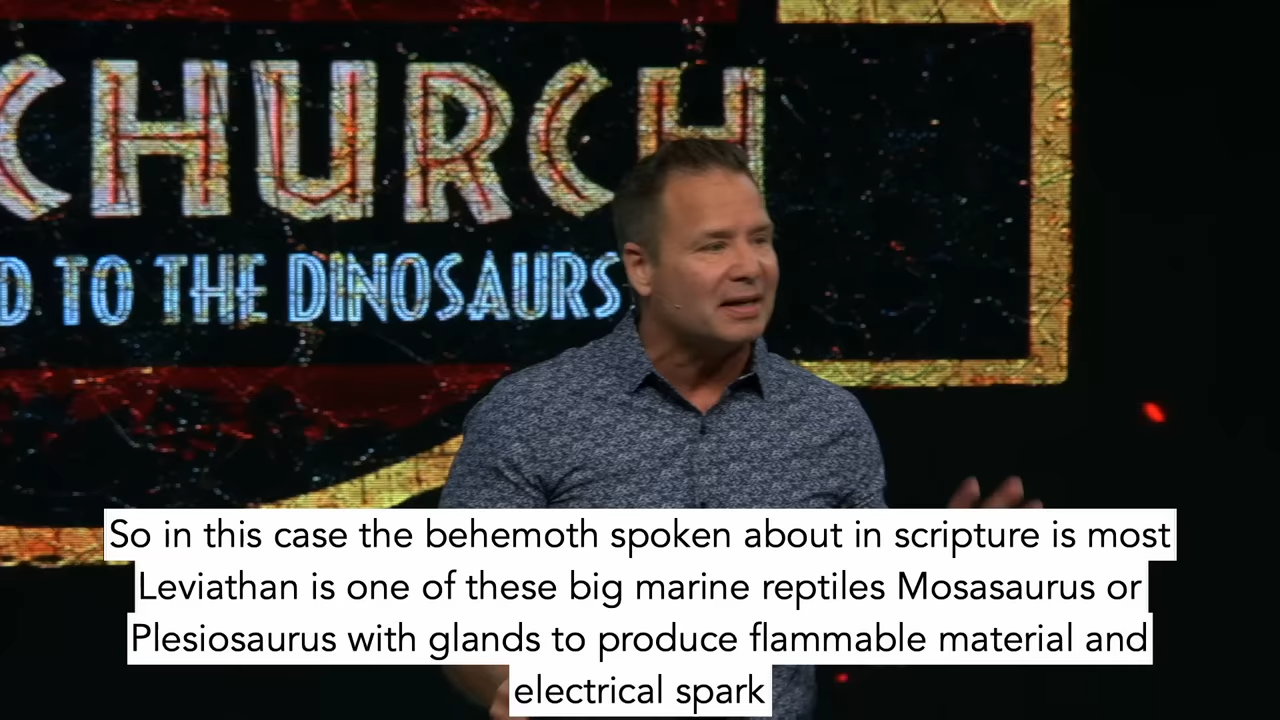 CHURCH
D TO THE DINOSAURS
So in this case the behemoth spoken about in scripture is most
Leviathan is one of these big marine reptiles Mosasaurus or
Plesiosaurus with glands to produce flammable material and
electrical spark